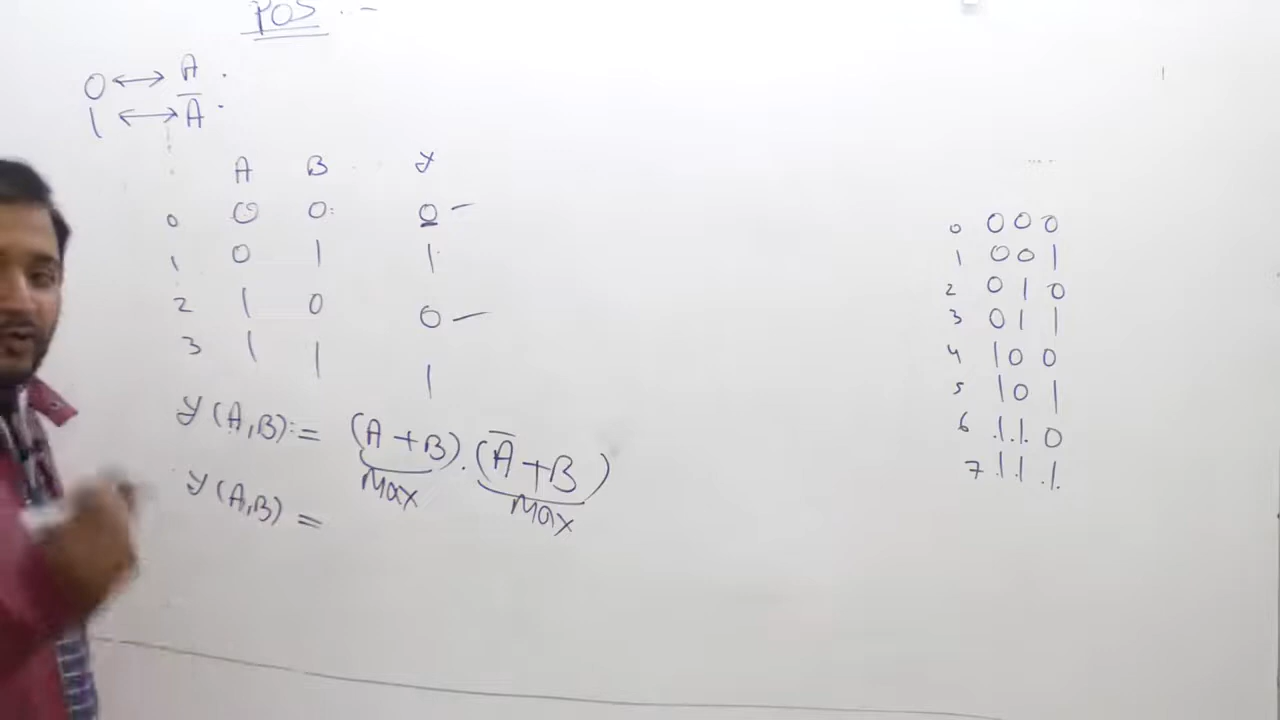 POS :-
0 ↔ A
1 ↔ A̅
A B Y
0 0 0 0 –
1 0 1 1
2 1 0 0 –
3 1 1 1
Y(A,B) = (A+B).(A̅+B)
Max Max
Y(A,B) =
0 0 0 0
1 0 0 1
2 0 1 0
3 0 1 1
4 1 0 0
5 1 0 1
6 1 1 0
7 1 1 1